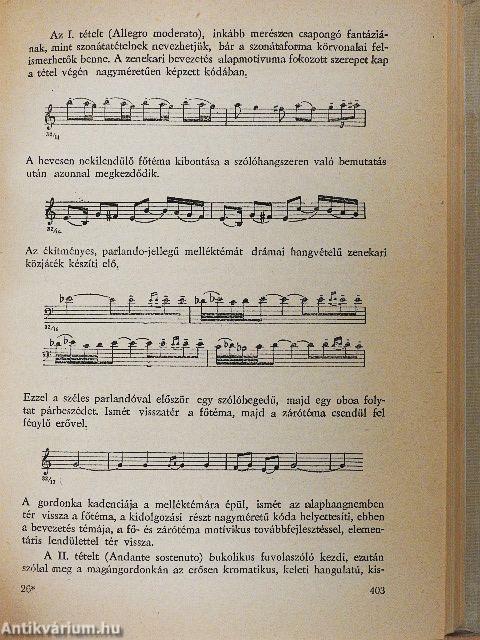 Az I. tételt (Allegro moderato), inkább merészen csapongó fantáziá-
nak, mint szonátatételnek nevezhetjük, bár a szonátaforma körvonalai fel-
ismerhetők benne. A zenekari bevezetés alapmotívuma fokozott szerepet kap
a tétel végén nagyméretűen képzett kódában.
A hevesen nekilendülő főtéma kibontása a szólóhangszeren való bemutatás
után azonnal megkezdődik.
Az ékítményes, parlando-jellegű melléktémát drámai hangvételű zenekari
közjáték készíti elő.
Ezzel a széles parlandóval először egy szólóhegedű, majd egy oboa foly-
tat párbeszédet. Ismét visszatér a főtéma, majd a zárótéma csendül fel
fénylő erővel.
A gordonka kadenciája a melléktémára épül, ismét az alaphangnemben
tér vissza a főtéma, a kidolgozási részt nagyméretű kóda helyettesíti, ebben
a bevezetés témája, a fő- és zárótéma motivikus továbbfejlesztéssel, elemen-
táris lendülettel tér vissza.
A II. tételt (Andante sostenuto) bukolikus fuvolaszóló kezdi, ezután
szólal meg a magángordonkán az erősen kromatikus, keleti hangulatú, kis-
26*
403
Antikvárium.hu